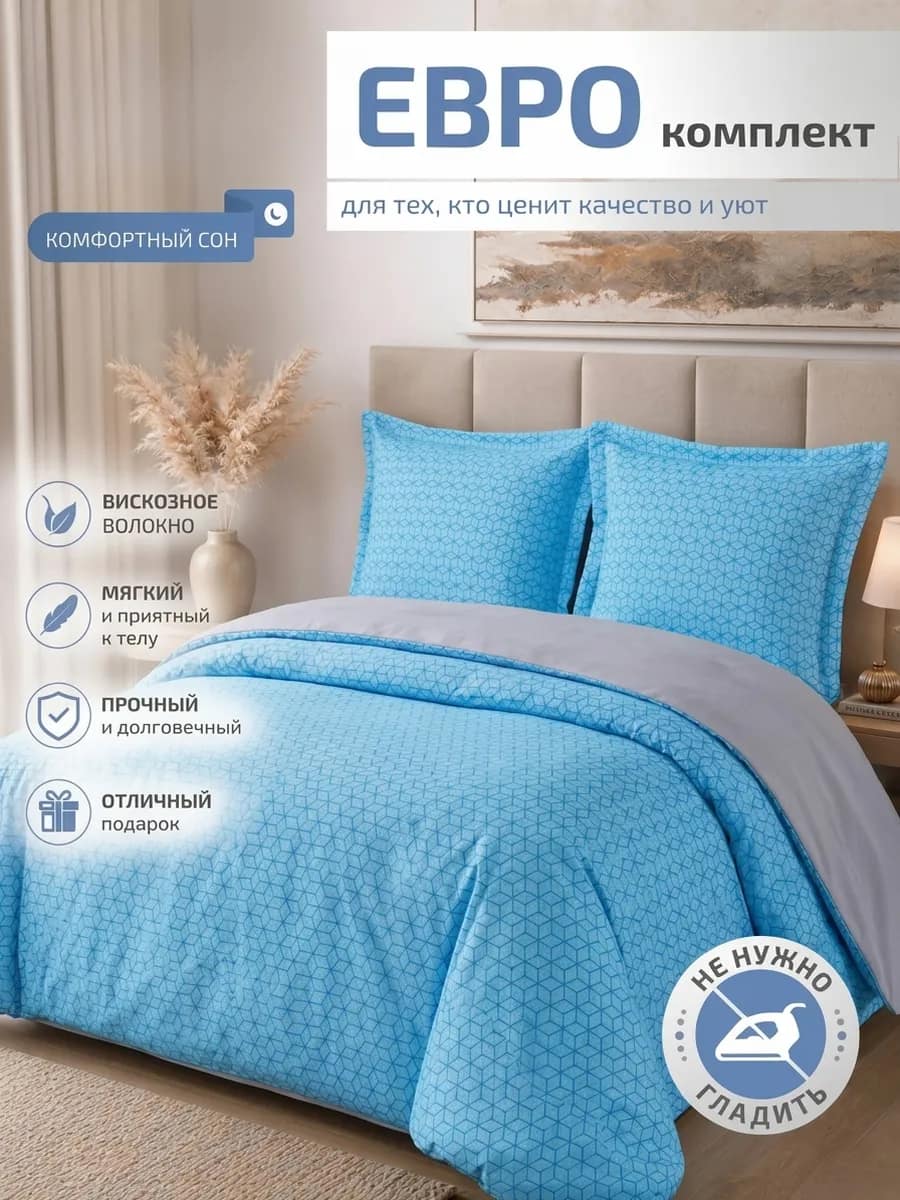 ЕВРО комплект
для тех, кто ценит качество и уют
КОМФОРТНЫЙ СОН
ВИСКОЗНОЕ
ВОЛОКНО
МЯГКИЙ
и приятный
к телу
ПРОЧНЫЙ
и долговечный
ОТЛИЧНЫЙ
подарок
НЕ НУЖНО
ГЛАДИТЬ